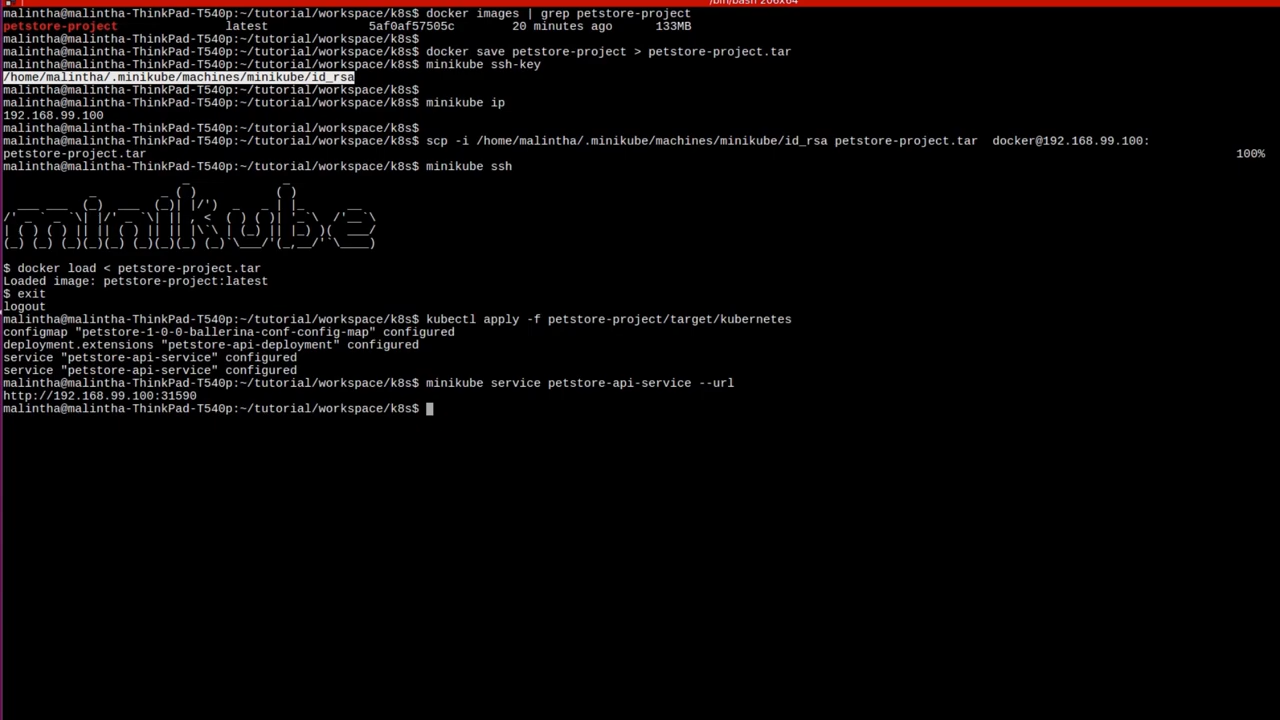 /bin/bash 206x64
malintha@malintha-ThinkPad-T540p:~/tutorial/workspace/k8s$ docker images | grep petstore-project
petstore-project latest 5af0af57505c 20 minutes ago 133MB
malintha@malintha-ThinkPad-T540p:~/tutorial/workspace/k8s$
malintha@malintha-ThinkPad-T540p:~/tutorial/workspace/k8s$ docker save petstore-project > petstore-project.tar
malintha@malintha-ThinkPad-T540p:~/tutorial/workspace/k8s$ minikube ssh-key
/home/malintha/.minikube/machines/minikube/id_rsa
malintha@malintha-ThinkPad-T540p:~/tutorial/workspace/k8s$
malintha@malintha-ThinkPad-T540p:~/tutorial/workspace/k8s$ minikube ip
192.168.99.100
malintha@malintha-ThinkPad-T540p:~/tutorial/workspace/k8s$
malintha@malintha-ThinkPad-T540p:~/tutorial/workspace/k8s$ scp -i /home/malintha/.minikube/machines/minikube/id_rsa petstore-project.tar  docker@192.168.99.100:
petstore-project.tar 100%
malintha@malintha-ThinkPad-T540p:~/tutorial/workspace/k8s$ minikube ssh
minikube
$ docker load < petstore-project.tar
Loaded image: petstore-project:latest
$ exit
logout
malintha@malintha-ThinkPad-T540p:~/tutorial/workspace/k8s$ kubectl apply -f petstore-project/target/kubernetes
configmap "petstore-1-0-0-ballerina-conf-config-map" configured
deployment.extensions "petstore-api-deployment" configured
service "petstore-api-service" configured
service "petstore-api-service" configured
malintha@malintha-ThinkPad-T540p:~/tutorial/workspace/k8s$ minikube service petstore-api-service --url
http://192.168.99.100:31590
malintha@malintha-ThinkPad-T540p:~/tutorial/workspace/k8s$